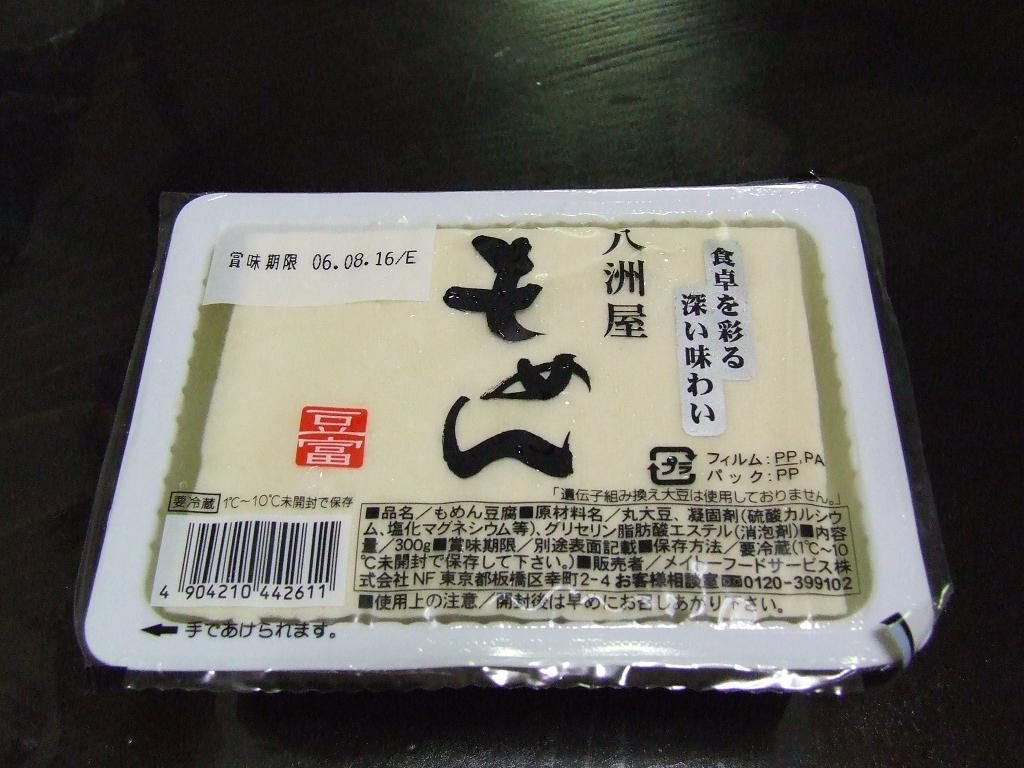 賞味期限 06.08.16/E
食卓を彩る
深い味わい
八洲屋
もめん
豆富
プラ
フィルム:PP,PA
パック:PP
「遺伝子組み換え大豆は使用しておりません。」
要冷蔵 1℃~10℃未開封で保存
■品名/もめん豆腐■原材料名/丸大豆、凝固剤(硫酸カルシウ
ム、塩化マグネシウム等)、グリセリン脂肪酸エステル(消泡剤)■内容
量/300g■賞味期限/別途表面記載■保存方法/要冷蔵(1℃~10
℃未開封で保存して下さい。)■販売者/メイヒーフードサービス株
式会社 NF 東京都板橋区幸町2-4 お客様相談室 0120-399102
■使用上の注意/開封後は早めにお召しあがり下さい。
4 904210 442611
手であけられます。